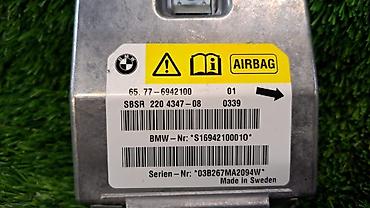 BMW
AIRBAG
65. 77-6942100 01
SBSR 220 4347-08 0339
BMW-Nr: *S16942100010*
Serien-Nr: *03B267MA2094W*
Made in Sweden